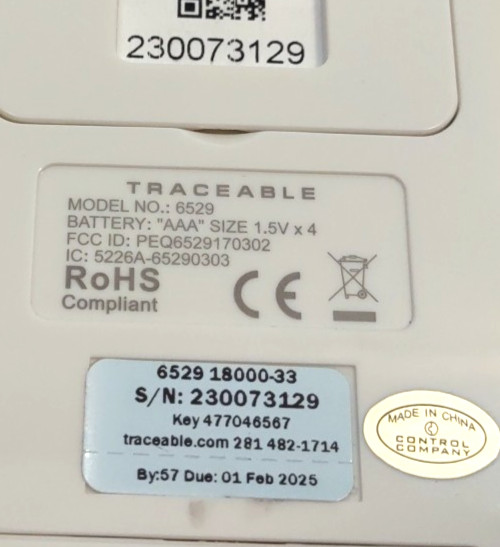 230073129
TRACEABLE
MODEL NO.: 6529
BATTERY: "AAA" SIZE 1.5V x 4
FCC ID: PEQ6529170302
IC: 5226A-65290303
RoHS
Compliant
CE
6529 18000-33
S/N: 230073129
Key 477046567
traceable.com 281 482-1714
By:57 Due: 01 Feb 2025
MADE IN CHINA
CONTROL
COMPANY